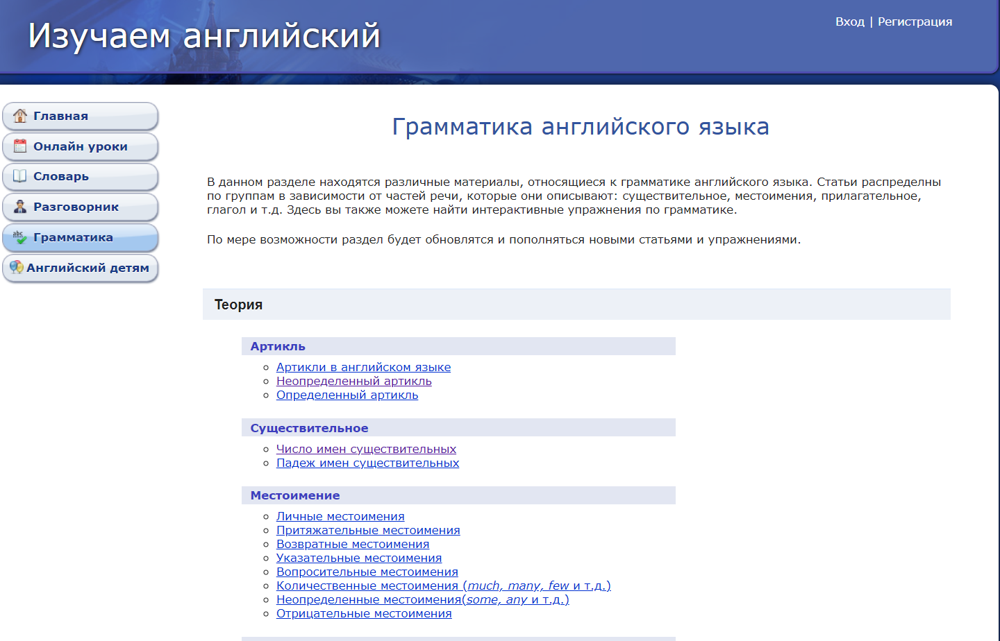 Изучаем английский
Вход | Регистрация
Главная
Онлайн уроки
Словарь
Разговорник
abc Грамматика
Английский детям
Грамматика английского языка
В данном разделе находятся различные материалы, относящиеся к грамматике английского языка. Статьи распределны
по группам в зависимости от частей речи, которые они описывают: существительное, местоимения, прилагательное,
глагол и т.д. Здесь вы также можете найти интерактивные упражнения по грамматике.
По мере возможности раздел будет обновлятся и пополняться новыми статьями и упражнениями.
Теория
Артикль
Артикли в английском языке
Неопределенный артикль
Определенный артикль
Существительное
Число имен существительных
Падеж имен существительных
Местоимение
Личные местоимения
Притяжательные местоимения
Возвратные местоимения
Указательные местоимения
Вопросительные местоимения
Количественные местоимения (much, many, few и т.д.)
Неопределенные местоимения(some, any и т.д.)
Отрицательные местоимения